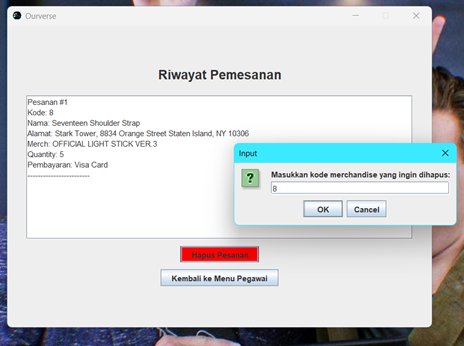 Ourverse
Riwayat Pemesanan
Pesanan #1
Kode: 8
Nama: Seventeen Shoulder Strap
Alamat: Stark Tower, 8834 Orange Street Staten Island, NY 10306
Merch: OFFICIAL LIGHT STICK VER.3
Quantity: 5
Pembayaran: Visa Card
------------------------
Input
Masukkan kode merchandise yang ingin dihapus:
8
OK Cancel
Hapus Pesanan
Kembali ke Menu Pegawai